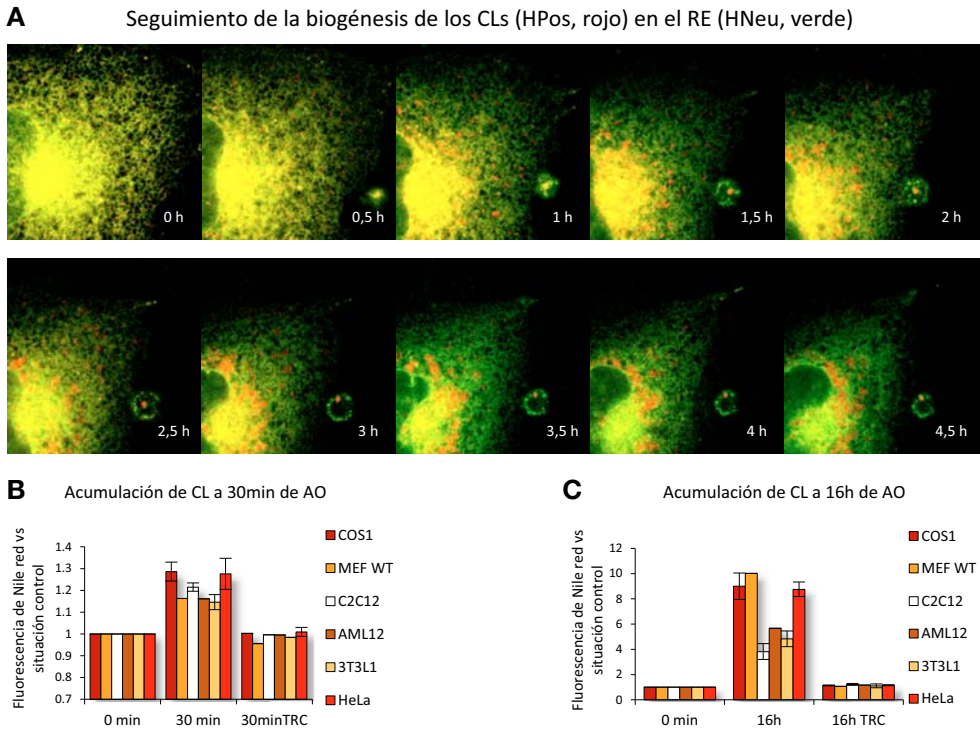 A
Seguimiento de la biogénesis de los CLs (HPos, rojo) en el RE (HNeu, verde)
0 h
0,5 h
1 h
1,5 h
2 h
2,5 h
3 h
3,5 h
4 h
4,5 h
B
Acumulación de CL a 30min de AO
Fluorescencia de Nile red vs
situación control
1.4
1.3
1.2
1.1
1
0.9
0.8
0.7
0 min
30 min
30minTRC
COS1
MEF WT
C2C12
AML12
3T3L1
HeLa
C
Acumulación de CL a 16h de AO
Fluorescencia de Nile red vs
situación control
12
10
8
6
4
2
0
0 min
16h
16h TRC
COS1
MEF WT
C2C12
AML12
3T3L1
HeLa